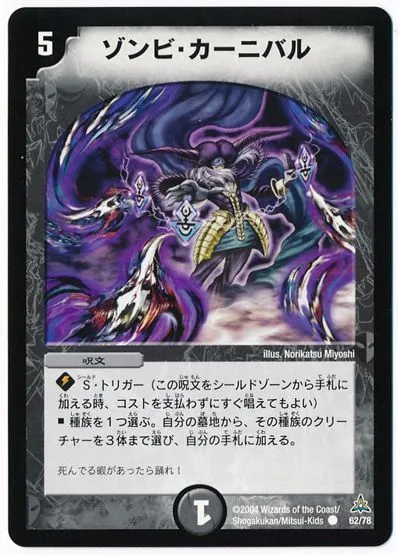 5
ゾンビ・カーニバル
illus. Norikatsu Miyoshi
呪文
S・トリガー（この呪文をシールドゾーンから手札に
加える時、コストを支払わずにすぐ唱えてもよい）
■ 種族を1つ選ぶ。自分の墓地から、その種族のクリー
チャーを3体まで選び、自分の手札に加える。
死んでる暇があったら踊れ！
1
©2004 Wizards of the Coast/
Shogakukan/Mitsui-Kids
62/78